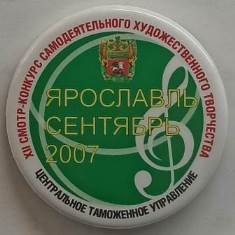 XII СМОТР-КОНКУРС САМОДЕЯТЕЛЬНОГО ХУДОЖЕСТВЕННОГО ТВОРЧЕСТВА
ЯРОСЛАВЛЬ
СЕНТЯБРЬ
2007
ЦЕНТРАЛЬНОЕ ТАМОЖЕННОЕ УПРАВЛЕНИЕ